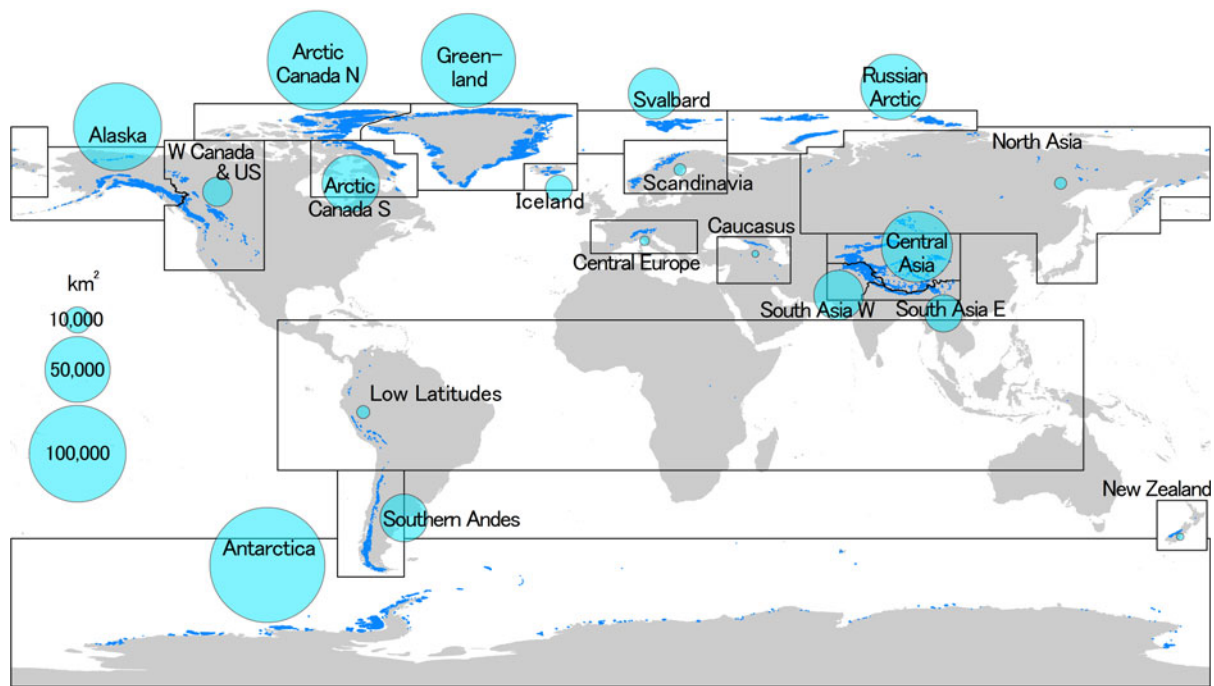 Arctic
Canada N
Green-
land
Russian
Arctic
Svalbard
Alaska
W Canada
& US
North Asia
Arctic
Canada S
Iceland
Scandinavia
Caucasus
Central Europe
Central
Asia
South Asia W
South Asia E
km²
10,000
50,000
100,000
Low Latitudes
New Zealand
Southern Andes
Antarctica